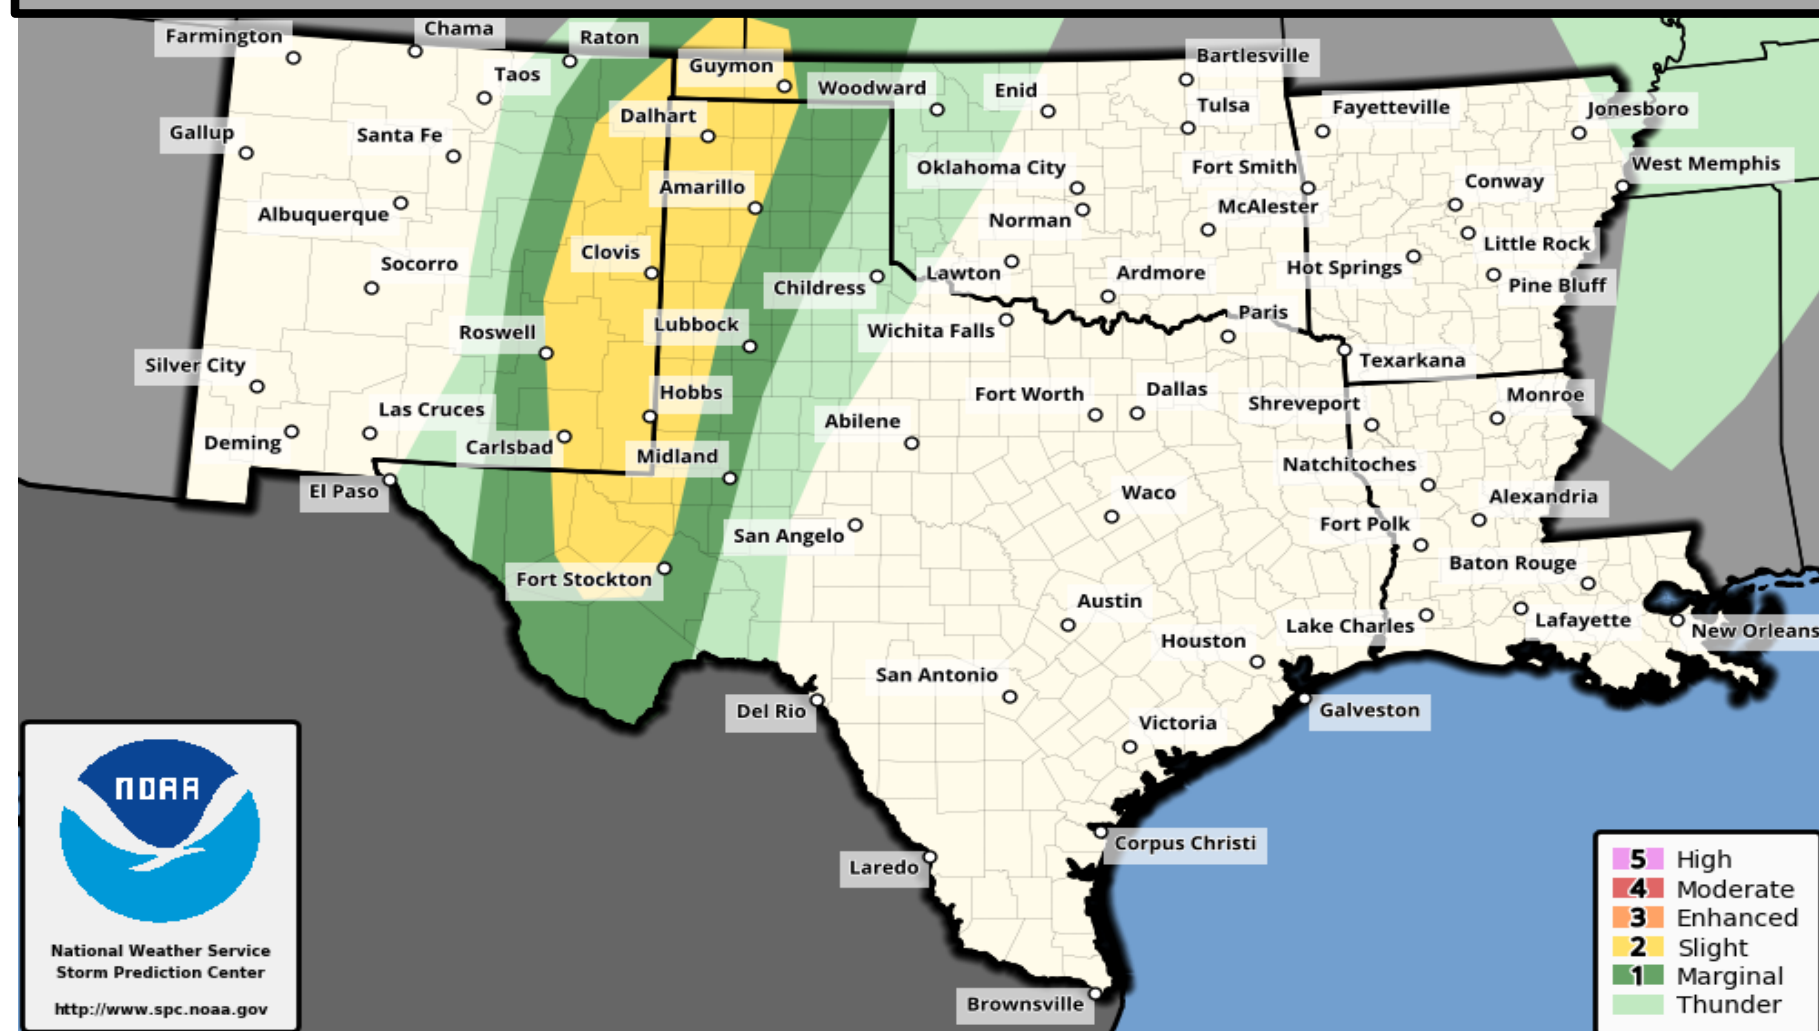 Farmington
Chama
Raton
Taos
Guymon
Woodward
Enid
Bartlesville
Tulsa
Fayetteville
Jonesboro
Gallup
Santa Fe
Dalhart
Oklahoma City
Fort Smith
Conway
West Memphis
Albuquerque
Amarillo
Norman
McAlester
Little Rock
Socorro
Clovis
Childress
Lawton
Ardmore
Hot Springs
Pine Bluff
Roswell
Lubbock
Wichita Falls
Paris
Texarkana
Silver City
Las Cruces
Hobbs
Abilene
Fort Worth
Dallas
Shreveport
Monroe
Deming
Carlsbad
Midland
Natchitoches
El Paso
San Angelo
Waco
Fort Polk
Alexandria
Fort Stockton
Baton Rouge
Austin
Houston
Lake Charles
Lafayette
New Orleans
San Antonio
Del Rio
Victoria
Galveston
Corpus Christi
Laredo
Brownsville
NOAA
National Weather Service
Storm Prediction Center
http://www.spc.noaa.gov
5 High
4 Moderate
3 Enhanced
2 Slight
1 Marginal
Thunder